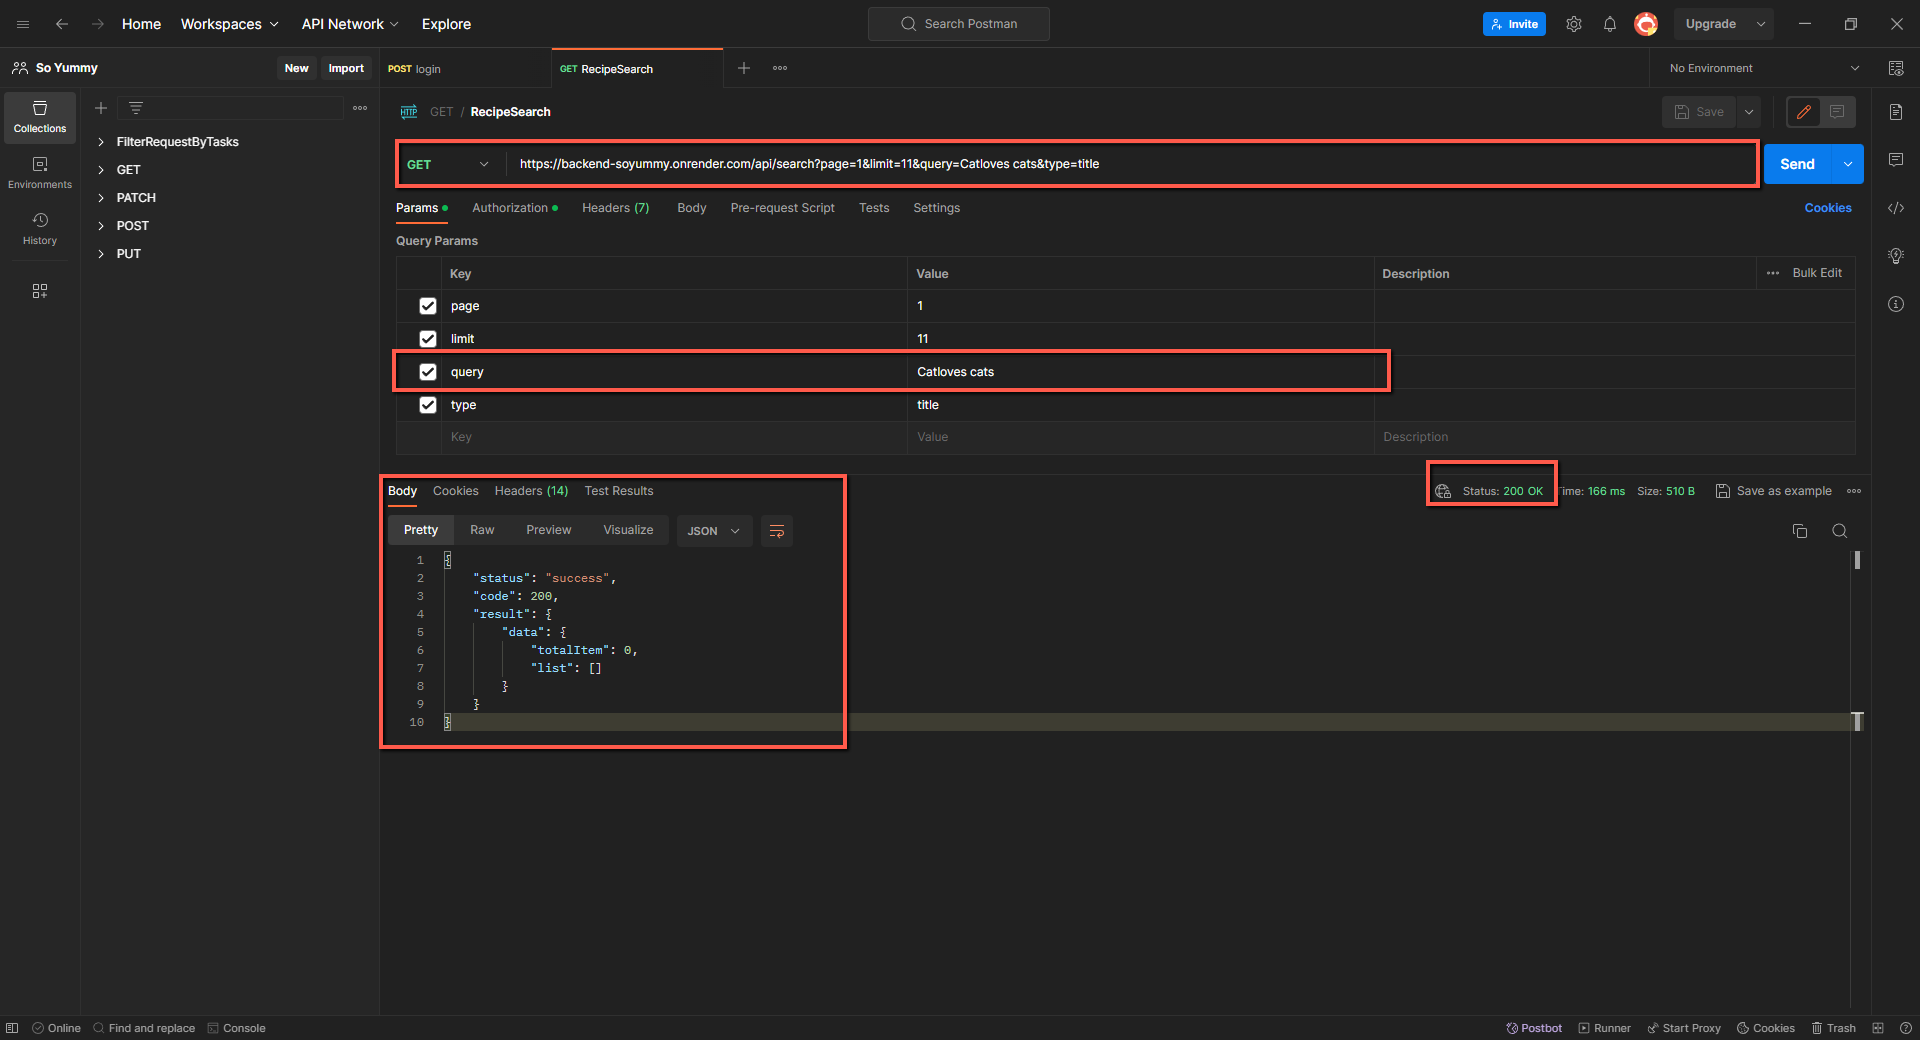 Home Workspaces API Network Explore Search Postman Invite Upgrade
So Yummy New Import POST login GET RecipeSearch No Environment
Collections
Environments
History
FilterRequestByTasks
GET
PATCH
POST
PUT
HTTP GET / RecipeSearch Save
GET https://backend-soyummy.onrender.com/api/search?page=1&limit=11&query=Catloves cats&type=title Send
Params Authorization Headers (7) Body Pre-request Script Tests Settings Cookies
Query Params
Key Value Description Bulk Edit
page 1
limit 11
query Catloves cats
type title
Key Value Description
Body Cookies Headers (14) Test Results Status: 200 OK Time: 166 ms Size: 510 B Save as example
Pretty Raw Preview Visualize JSON
1 {
2 "status": "success",
3 "code": 200,
4 "result": {
5 "data": {
6 "totalItem": 0,
7 "list": []
8 }
9 }
10 }
Online Find and replace Console Postbot Runner Start Proxy Cookies Trash